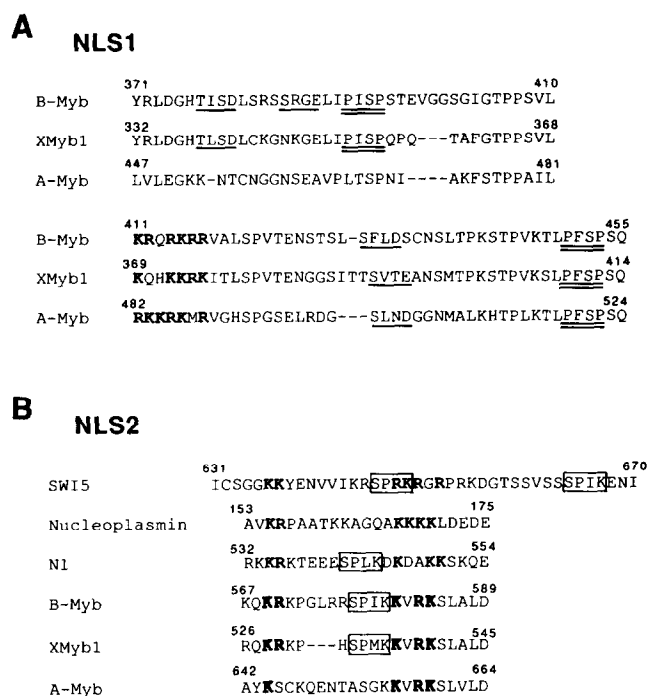 A NLS1
371 410
B-Myb YRLDGHTISDLSRSSRGELIPISPSTEVGGSGIGTPPSVL
332 368
XMyb1 YRLDGHTLSDLCKGNKGELIPISPQPQ---TAFGTPPSVL
447 481
A-Myb LVLEGKK-NTCNGGNSEAVPLTSPNI----AKFSTPPAIL
411 455
B-Myb KRQRKRRVALSPVTENSTSL-SFLDSCNSLTPKSTPVKTLPFSPSQ
369 414
XMyb1 KQHKKRKITLSPVTENGGSITTSVTEANSMTPKSTPVKSLPFSPSQ
482 524
A-Myb RKKRKMRVGHSPGSELRDG---SLNDGGNMALKHTPLKTLPFSPSQ
B NLS2
631 670
SWI5 ICSGGKKYENVVIKRSPRKRGRPRKDGTSSVSSSPIKENI
153 175
Nucleoplasmin AVKRPAATKKAGQAKKKKLDEDE
532 554
N1 RKKRKTEEESPLKDKDAKKSKQE
567 589
B-Myb KQKRKPGLRRSPIKKVRKSLALD
526 545
XMyb1 RQKRKP---HSPMKKVRKSLALD
642 664
A-Myb AYKSCKQENTASGKKVRKSLVLD